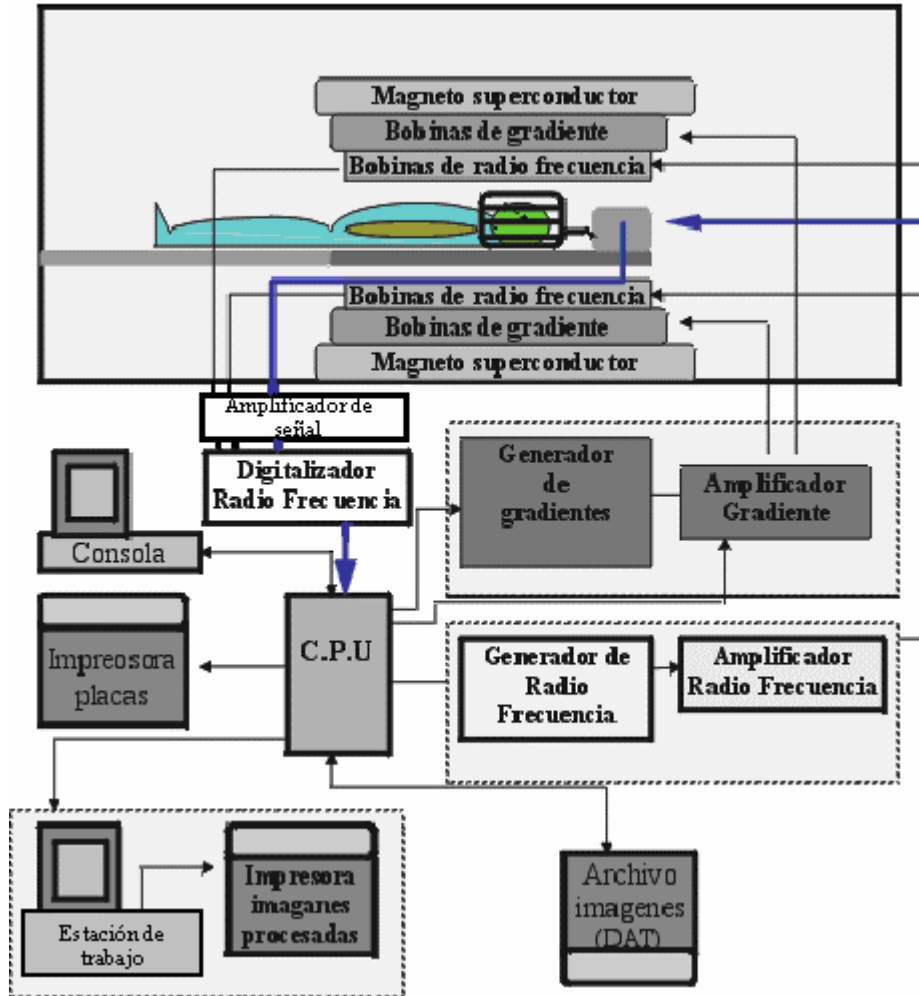 Magneto superconductor
Bobinas de gradiente
Bobinas de radio frecuencia
Bobinas de radio frecuencia
Bobinas de gradiente
Magneto superconductor
Amplificador de
señal
Digitalizador
Radio Frecuencia
Generador
de
gradientes
Amplificador
Gradiente
Consola
C.P.U
Impreosora
placas
Generador de
Radio
Frecuencia
Amplificador
Radio Frecuencia
Estación de
trabajo
Impresora
imaganes
procesadas
Archivo
imagenes
(DAT)